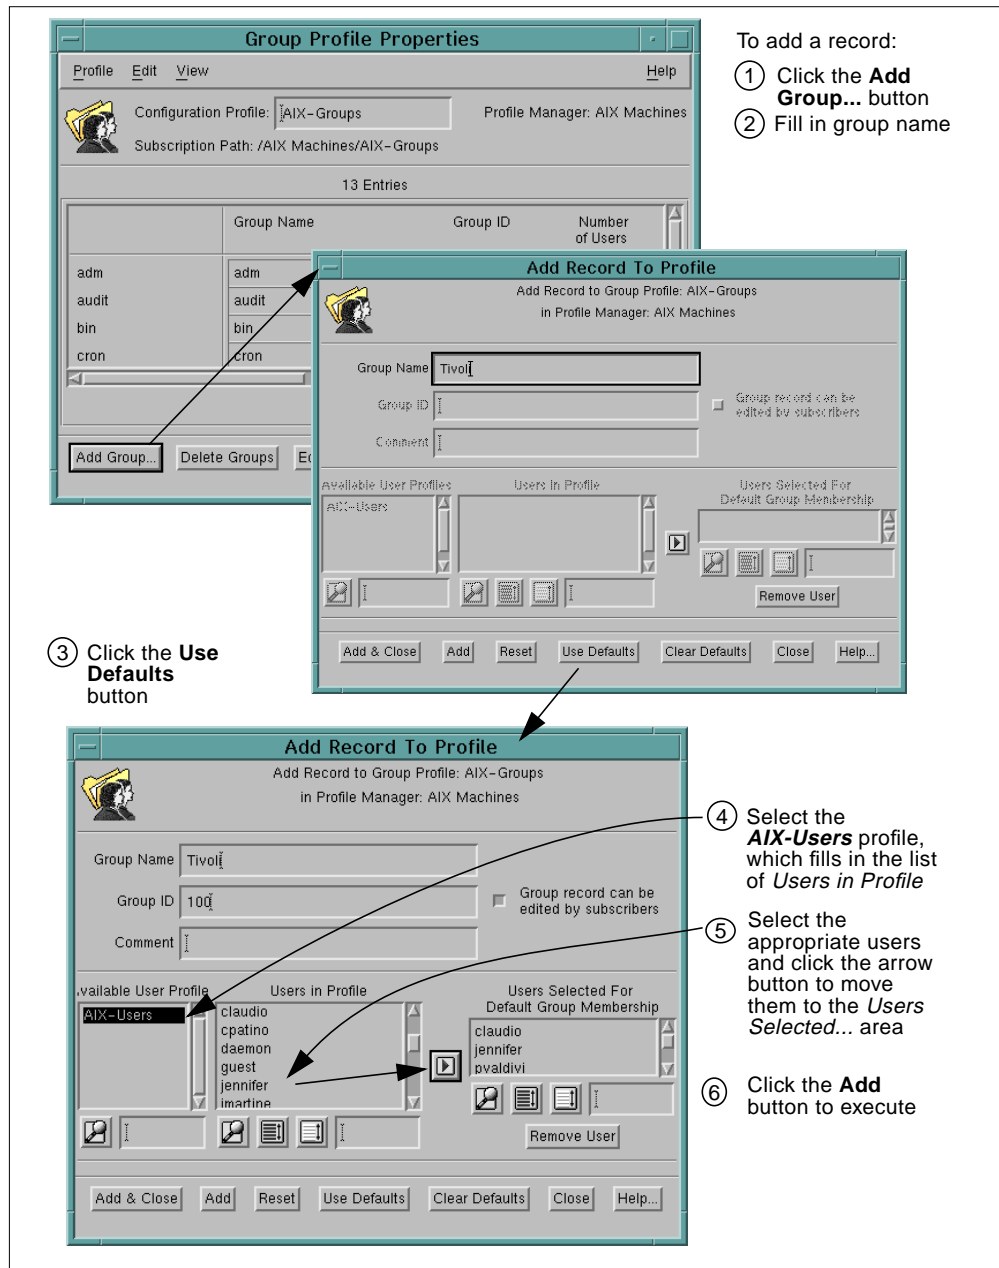 Group Profile Properties
Profile Edit View Help
Configuration Profile: AIX-Groups Profile Manager: AIX Machines
Subscription Path: /AIX Machines/AIX-Groups
13 Entries
Group Name Group ID Number
of Users
adm adm
audit audit
bin bin
cron cron
Add Group... Delete Groups Ed
To add a record:
1 Click the Add
Group... button
2 Fill in group name
Add Record To Profile
Add Record to Group Profile: AIX-Groups
in Profile Manager: AIX Machines
Group Name Tivoli
Group ID Group record can be
edited by subscribers
Comment
Available User Profiles Users in Profile Users Selected For
Default Group Membership
AIX-Users
Remove User
Add & Close Add Reset Use Defaults Clear Defaults Close Help...
3 Click the Use
Defaults
button
Add Record To Profile
Add Record to Group Profile: AIX-Groups
in Profile Manager: AIX Machines
Group Name Tivoli
Group ID 100 Group record can be
edited by subscribers
Comment
vailable User Profile Users in Profile Users Selected For
Default Group Membership
AIX-Users
claudio
cpatino
daemon
guest
jennifer
imartine
claudio
jennifer
pvaldivi
Remove User
Add & Close Add Reset Use Defaults Clear Defaults Close Help...
4 Select the
AIX-Users profile,
which fills in the list
of Users in Profile
5 Select the
appropriate users
and click the arrow
button to move
them to the Users
Selected... area
6 Click the Add
button to execute